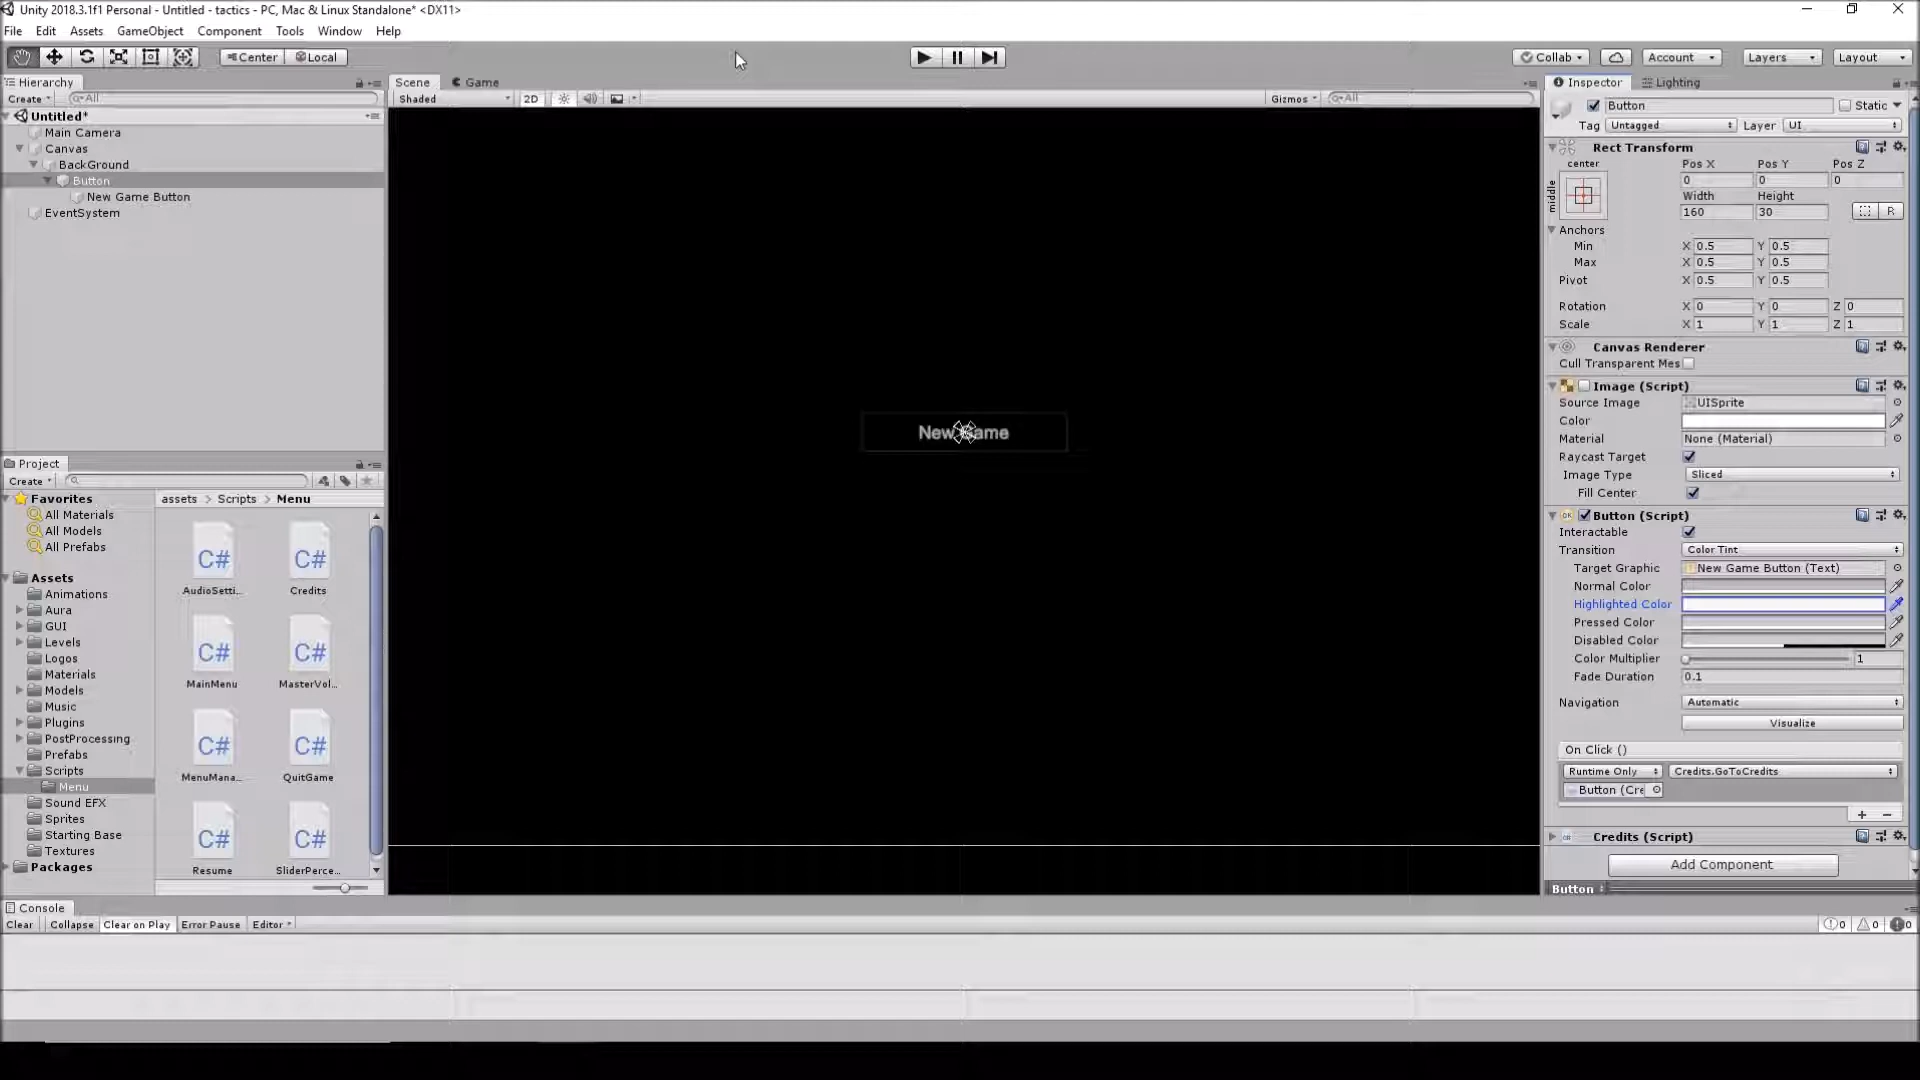 Unity 2018.3.1f1 Personal - Untitled - tactics - PC, Mac & Linux Standalone* <DX11>
File Edit Assets GameObject Component Tools Window Help
Center Local Collab Account Layers Layout
Hierarchy
Create All
Untitled*
Main Camera
Canvas
BackGround
Button
New Game Button
EventSystem
Scene Game
Shaded 2D Gizmos All
New Game
Project
Create
Favorites
All Materials
All Models
All Prefabs
Assets
Animations
Aura
GUI
Levels
Logos
Materials
Models
Music
Plugins
PostProcessing
Prefabs
Scripts
Menu
Sound EFX
Sprites
Starting Base
Textures
Packages
assets > Scripts > Menu
C# C#
AudioSetti... Credits
C# C#
MainMenu MasterVol...
C# C#
MenuMana... QuitGame
C# C#
Resume SliderPerce...
Console
Clear Collapse Clear on Play Error Pause Editor 0 0 0
Inspector Lighting
Button Static
Tag Untagged Layer UI
Rect Transform
center Pos X Pos Y Pos Z
middle 0 0 0
Width Height
160 30 R
Anchors
Min X 0.5 Y 0.5
Max X 0.5 Y 0.5
Pivot X 0.5 Y 0.5
Rotation X 0 Y 0 Z 0
Scale X 1 Y 1 Z 1
Canvas Renderer
Cull Transparent Mes
Image (Script)
Source Image UISprite
Color
Material None (Material)
Raycast Target
Image Type Sliced
Fill Center
Button (Script)
Interactable
Transition Color Tint
Target Graphic New Game Button (Text)
Normal Color
Highlighted Color
Pressed Color
Disabled Color
Color Multiplier 1
Fade Duration 0.1
Navigation Automatic
Visualize
On Click ()
Runtime Only Credits.GoToCredits
Button (Cre
+ −
Credits (Script)
Add Component
Button